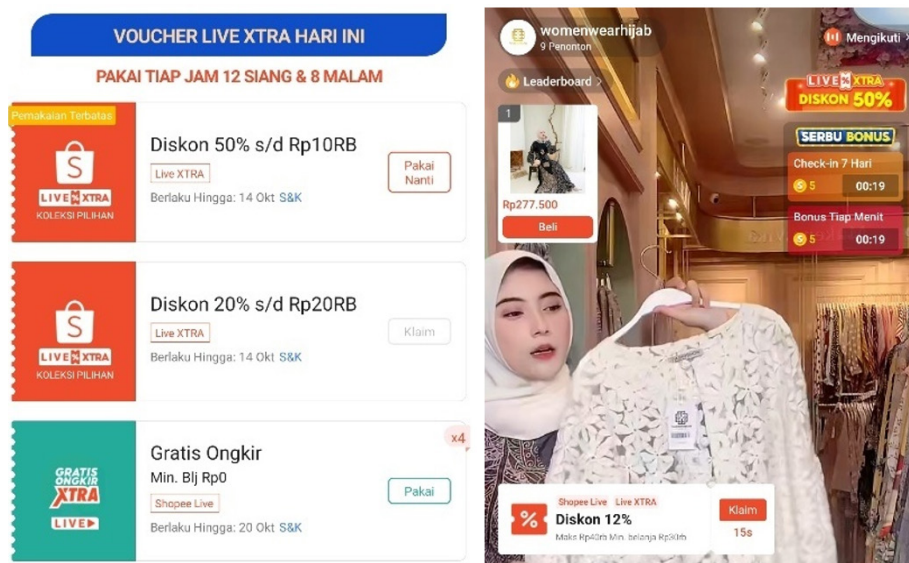 VOUCHER LIVE XTRA HARI INI
PAKAI TIAP JAM 12 SIANG & 8 MALAM
Pemakaian Terbatas
S
LIVE % XTRA
KOLEKSI PILIHAN
Diskon 50% s/d Rp10RB
Live XTRA
Berlaku Hingga: 14 Okt S&K
Pakai
Nanti
S
LIVE % XTRA
KOLEKSI PILIHAN
Diskon 20% s/d Rp20RB
Live XTRA
Berlaku Hingga: 14 Okt S&K
Klaim
GRATIS
ONGKIR
XTRA
LIVE
Gratis Ongkir
Min. Blj Rp0
Shopee Live
Berlaku Hingga: 20 Okt S&K
x4
Pakai
womenwearhijab
9 Penonton
Mengikuti
Leaderboard
1
Rp277.500
Beli
LIVE % XTRA
DISKON 50%
SERBU BONUS
Check-in 7 Hari
S 5 00:19
Bonus Tiap Menit
S 5 00:19
%
Shopee Live Live XTRA
Diskon 12%
Maks Rp40rb Min. belanja Rp30rb
Klaim
15s